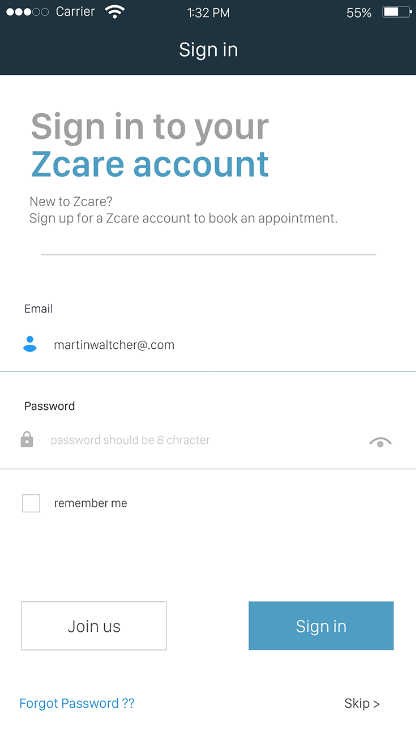 Carrier 1:32 PM 55%
Sign in
Sign in to your
Zcare account
New to Zcare?
Sign up for a Zcare account to book an appointment.
Email
martinwaltcher@.com
Password
password should be 8 chracter
remember me
Join us Sign in
Forgot Password ?? Skip >